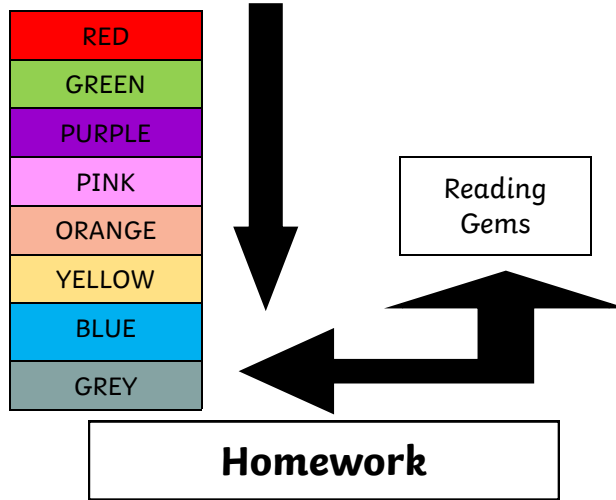 RED
GREEN
PURPLE
PINK
ORANGE
YELLOW
BLUE
GREY
Reading
Gems
Homework